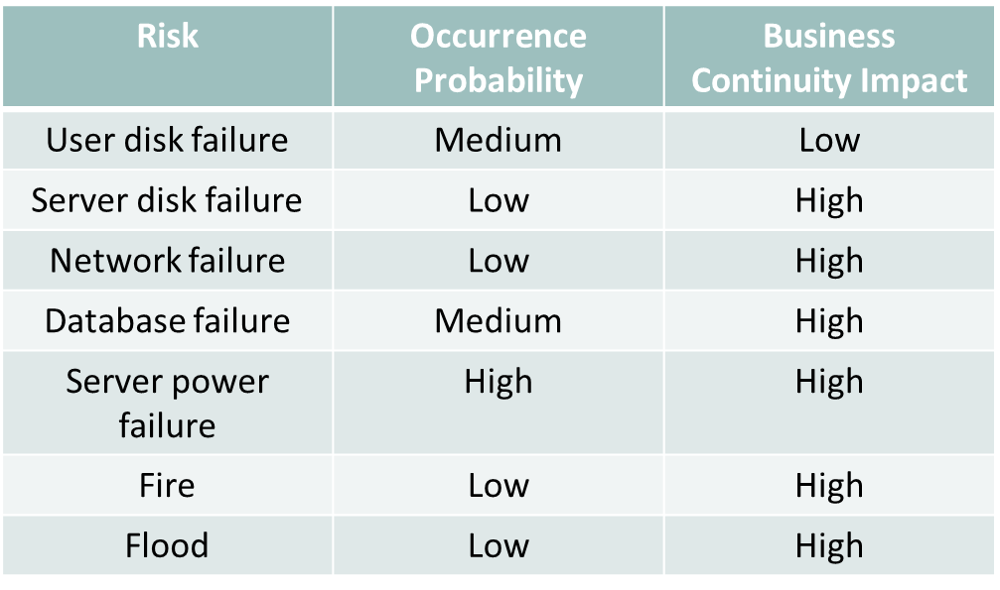 Risk
Occurrence
Probability
Business
Continuity Impact
User disk failure Medium Low
Server disk failure Low High
Network failure Low High
Database failure Medium High
Server power
failure
High High
Fire Low High
Flood Low High